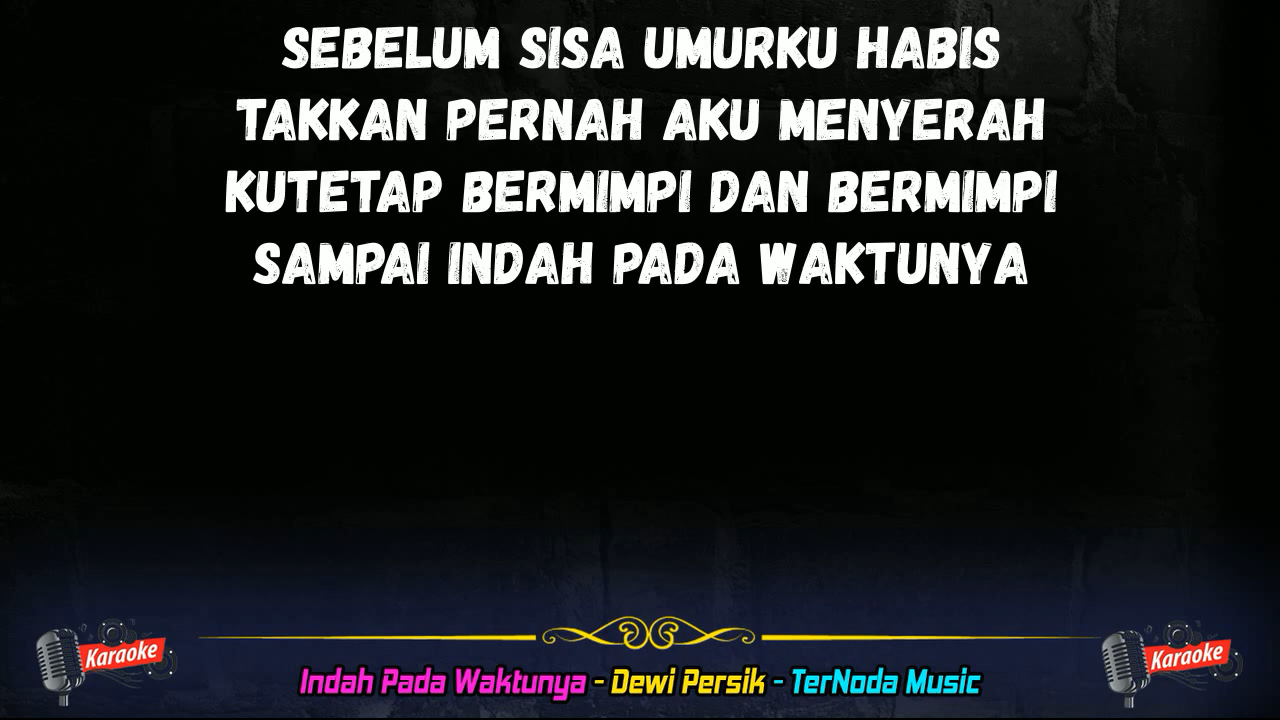 SEBELUM SISA UMURKU HABIS
TAKKAN PERNAH AKU MENYERAH
KUTETAP BERMIMPI DAN BERMIMPI
SAMPAI INDAH PADA WAKTUNYA
Karaoke
Karaoke
Indah Pada Waktunya - Dewi Persik - TerNoda Music